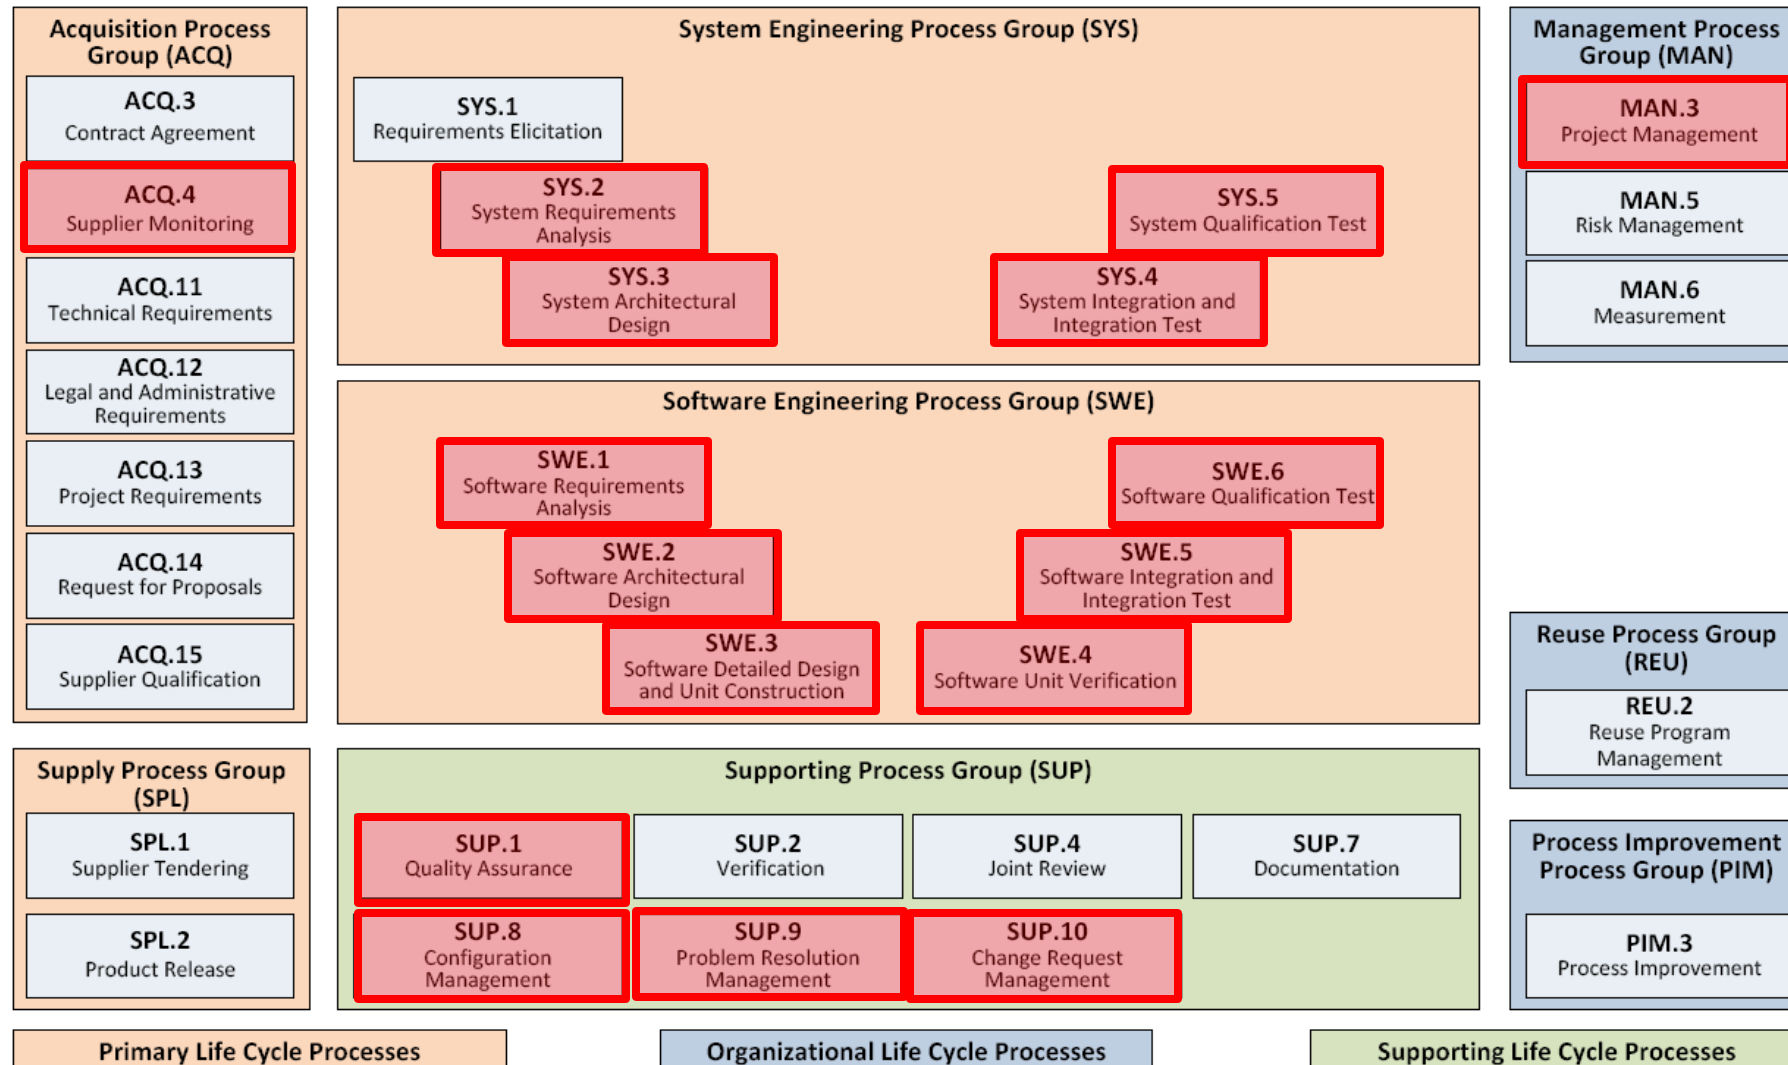 Acquisition Process
Group (ACQ)
ACQ.3
Contract Agreement
ACQ.4
Supplier Monitoring
ACQ.11
Technical Requirements
ACQ.12
Legal and Administrative
Requirements
ACQ.13
Project Requirements
ACQ.14
Request for Proposals
ACQ.15
Supplier Qualification
System Engineering Process Group (SYS)
SYS.1
Requirements Elicitation
SYS.2
System Requirements
Analysis
SYS.3
System Architectural
Design
SYS.5
System Qualification Test
SYS.4
System Integration and
Integration Test
Management Process
Group (MAN)
MAN.3
Project Management
MAN.5
Risk Management
MAN.6
Measurement
Software Engineering Process Group (SWE)
SWE.1
Software Requirements
Analysis
SWE.2
Software Architectural
Design
SWE.3
Software Detailed Design
and Unit Construction
SWE.6
Software Qualification Test
SWE.5
Software Integration and
Integration Test
SWE.4
Software Unit Verification
Reuse Process Group
(REU)
REU.2
Reuse Program
Management
Supply Process Group
(SPL)
SPL.1
Supplier Tendering
SPL.2
Product Release
Supporting Process Group (SUP)
SUP.1
Quality Assurance
SUP.2
Verification
SUP.4
Joint Review
SUP.7
Documentation
SUP.8
Configuration
Management
SUP.9
Problem Resolution
Management
SUP.10
Change Request
Management
Process Improvement
Process Group (PIM)
PIM.3
Process Improvement
Primary Life Cycle Processes
Organizational Life Cycle Processes
Supporting Life Cycle Processes